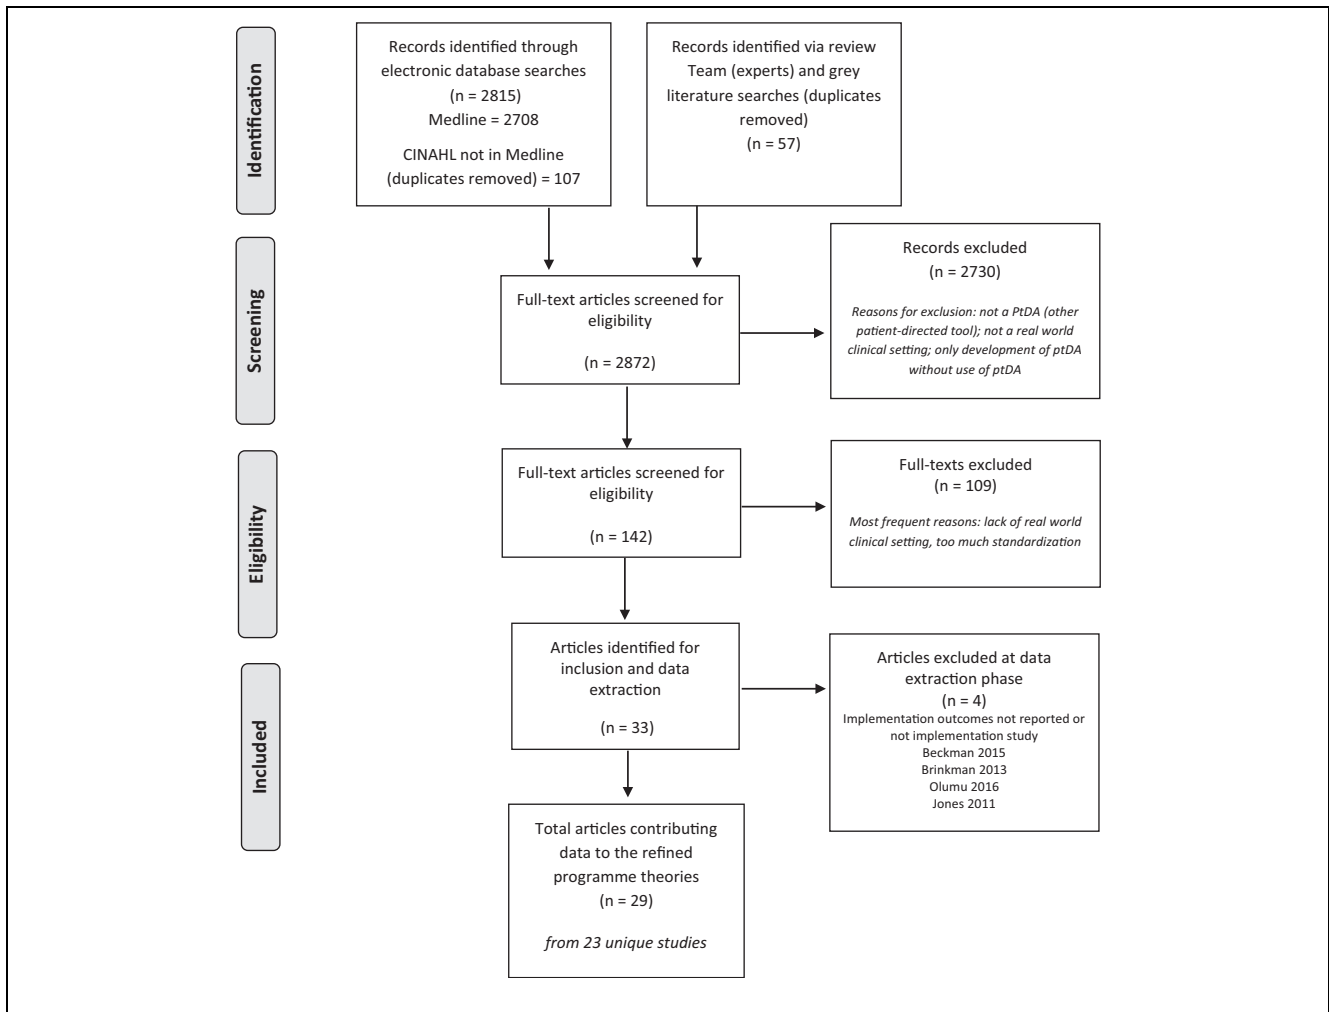 Identification
Records identified through
electronic database searches
(n = 2815)
Medline = 2708
CINAHL not in Medline
(duplicates removed) = 107
Records identified via review
Team (experts) and grey
literature searches (duplicates
removed)
(n = 57)
Screening
Full-text articles screened for
eligibility
(n = 2872)
Records excluded
(n = 2730)
Reasons for exclusion: not a PtDA (other
patient-directed tool); not a real world
clinical setting; only development of ptDA
without use of ptDA
Eligibility
Full-text articles screened for
eligibility
(n = 142)
Full-texts excluded
(n = 109)
Most frequent reasons: lack of real world
clinical setting, too much standardization
Included
Articles identified for
inclusion and data
extraction
(n = 33)
Articles excluded at data
extraction phase
(n = 4)
Implementation outcomes not reported or
not implementation study
Beckman 2015
Brinkman 2013
Olumu 2016
Jones 2011
Total articles contributing
data to the refined
programme theories
(n = 29)
from 23 unique studies